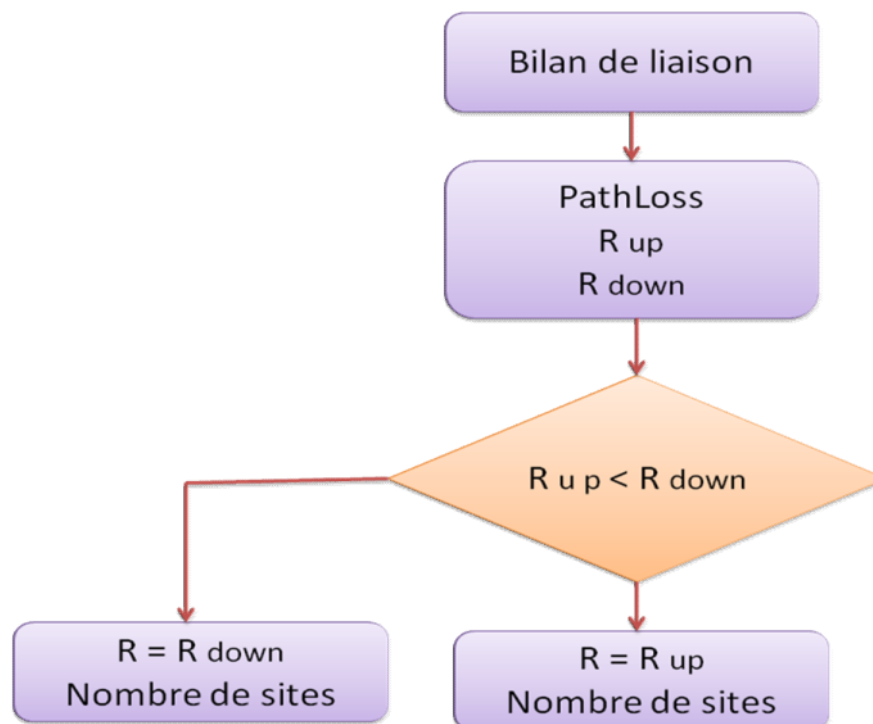 Bilan de liaison
PathLoss
R up
R down
R u p < R down
R = R down
Nombre de sites
R = R up
Nombre de sites